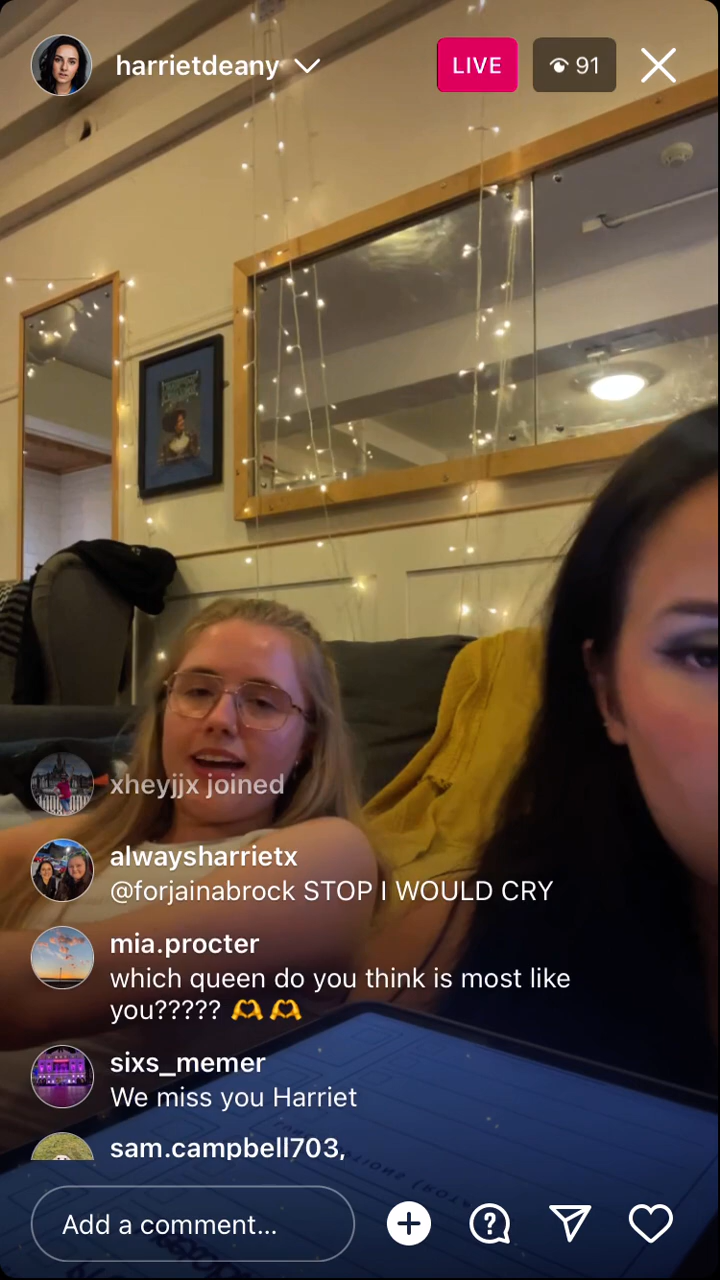 harrietdeany
LIVE
91
xheyjjx joined
alwaysharrietx
@forjainabrock STOP I WOULD CRY
mia.procter
which queen do you think is most like
you????? 🫶🫶
sixs_memer
We miss you Harriet
sam.campbell703,
Add a comment...